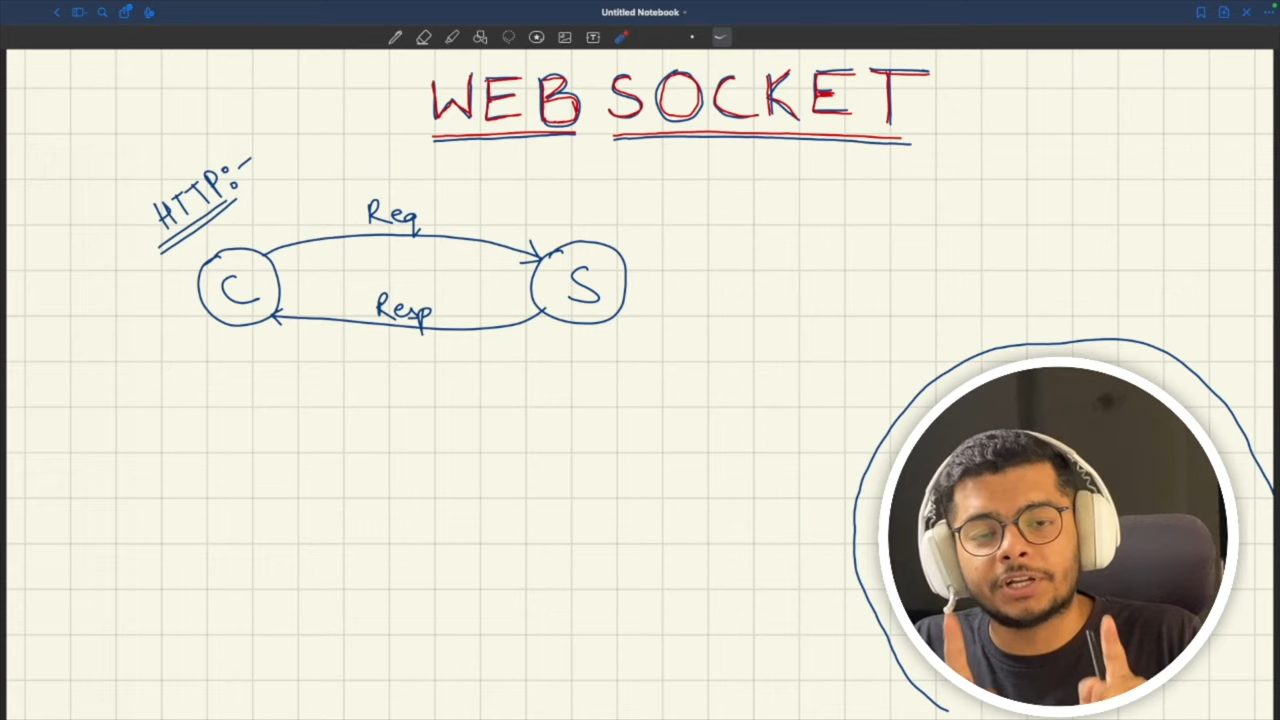 Untitled Notebook
WEB SOCKET
HTTP:-
Req
C
S
Resp